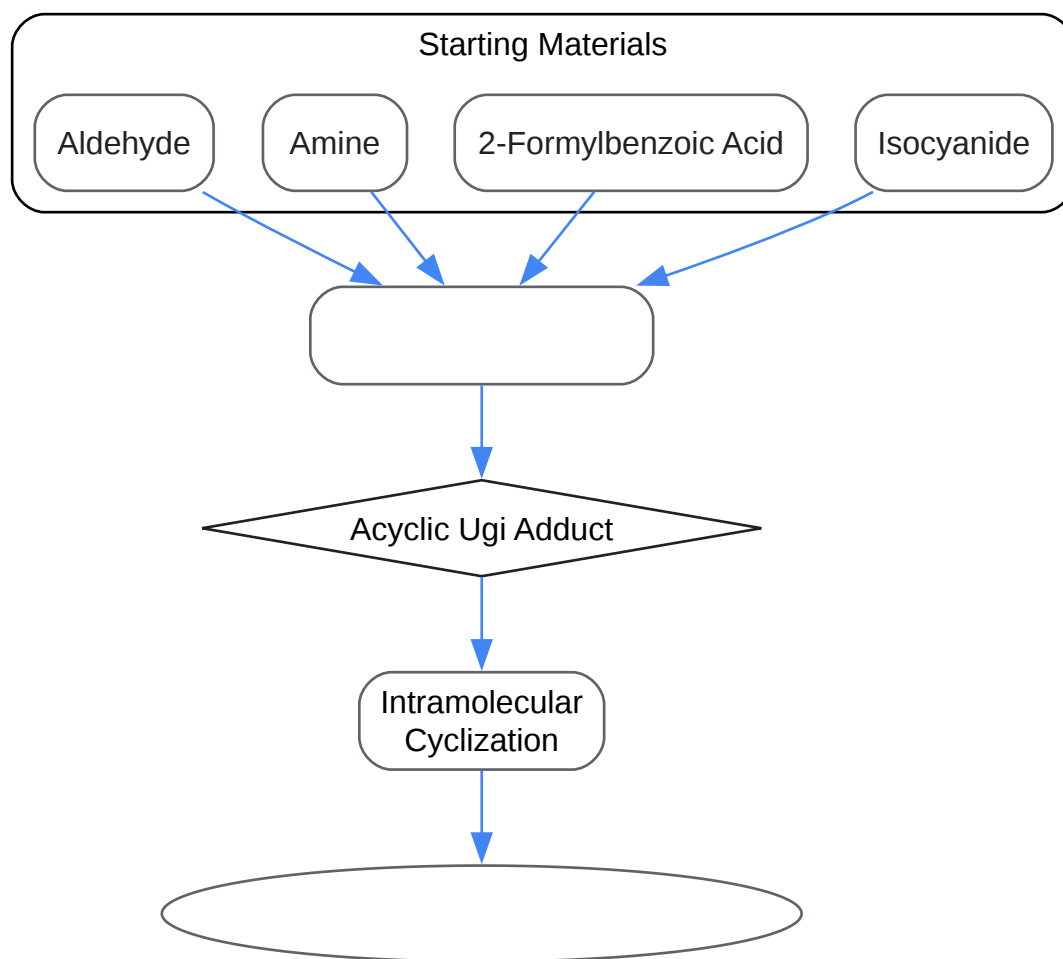 Starting Materials
Aldehyde
Amine
2-Formylbenzoic Acid
Isocyanide
Acyclic Ugi Adduct
Intramolecular
Cyclization